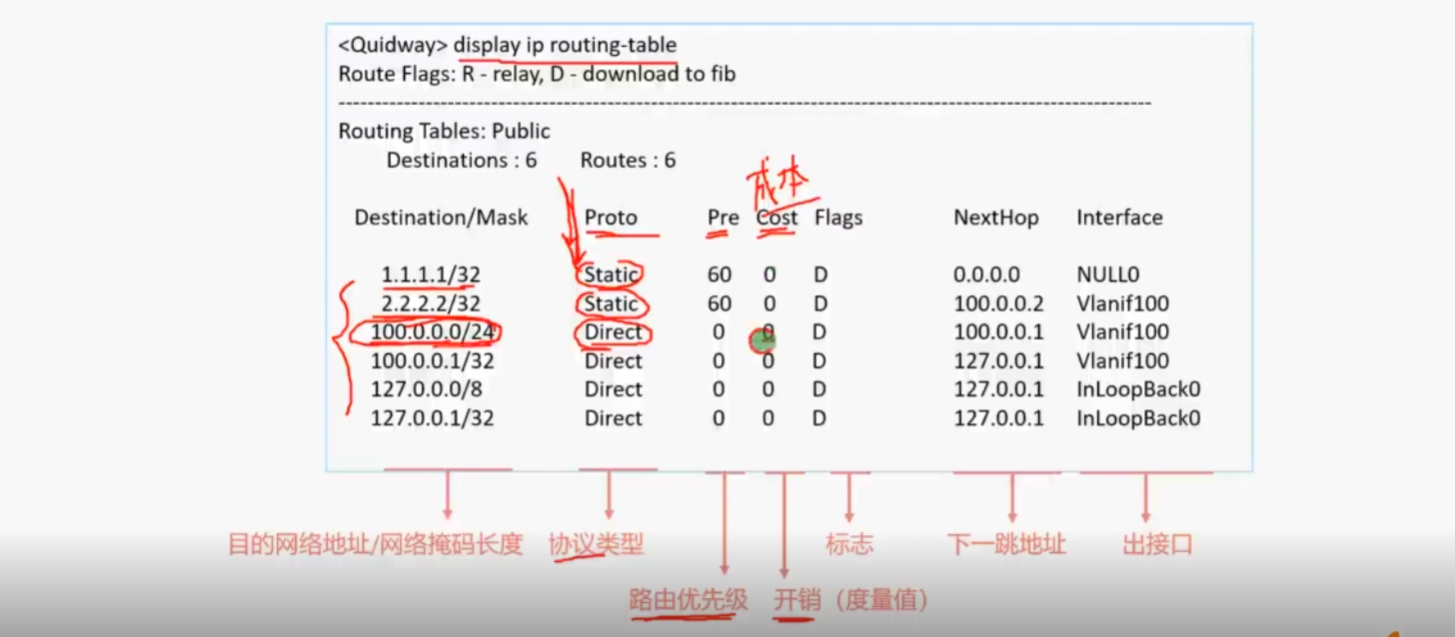 <Quidway> display ip routing-table
Route Flags: R - relay, D - download to fib
------------------------------------------------------------
Routing Tables: Public
Destinations : 6 Routes : 6
成本
Destination/Mask Proto Pre Cost Flags NextHop Interface
1.1.1.1/32 Static 60 0 D 0.0.0.0 NULL0
2.2.2.2/32 Static 60 0 D 100.0.0.2 Vlanif100
100.0.0.0/24 Direct 0 0 D 100.0.0.1 Vlanif100
100.0.0.1/32 Direct 0 0 D 127.0.0.1 Vlanif100
127.0.0.0/8 Direct 0 0 D 127.0.0.1 InLoopBack0
127.0.0.1/32 Direct 0 0 D 127.0.0.1 InLoopBack0
目的网络地址/网络掩码长度 协议类型 标志 下一跳地址 出接口
路由优先级 开销（度量值）